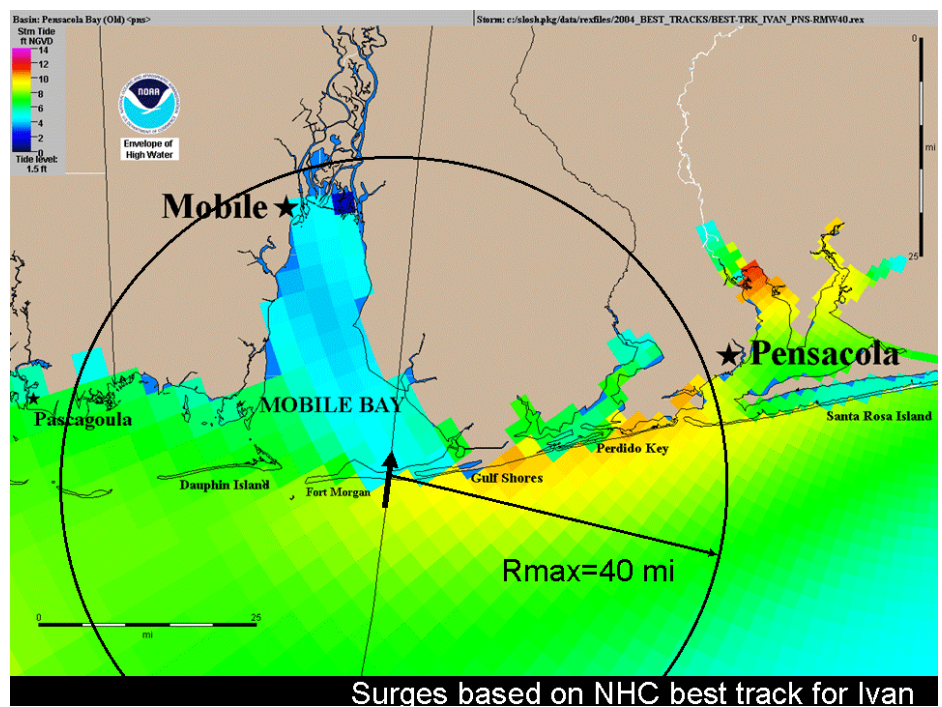 Basin: Pensacola Bay (Old) <pns>
Storm: c:/slosh.pkg/data/rexfiles/2004_BEST_TRACKS/BEST-TRK_IVAN_PNS-RMW40.rex
Stm Tide
ft NGVD
14
12
10
8
6
4
2
0
Tide level:
1.5 ft
NOAA
Envelope of
High Water
0
mi
25
Mobile
Pensacola
MOBILE BAY
Pascagoula
Santa Rosa Island
Perdido Key
Dauphin Island
Gulf Shores
Fort Morgan
Rmax=40 mi
0
25
mi
Surges based on NHC best track for Ivan